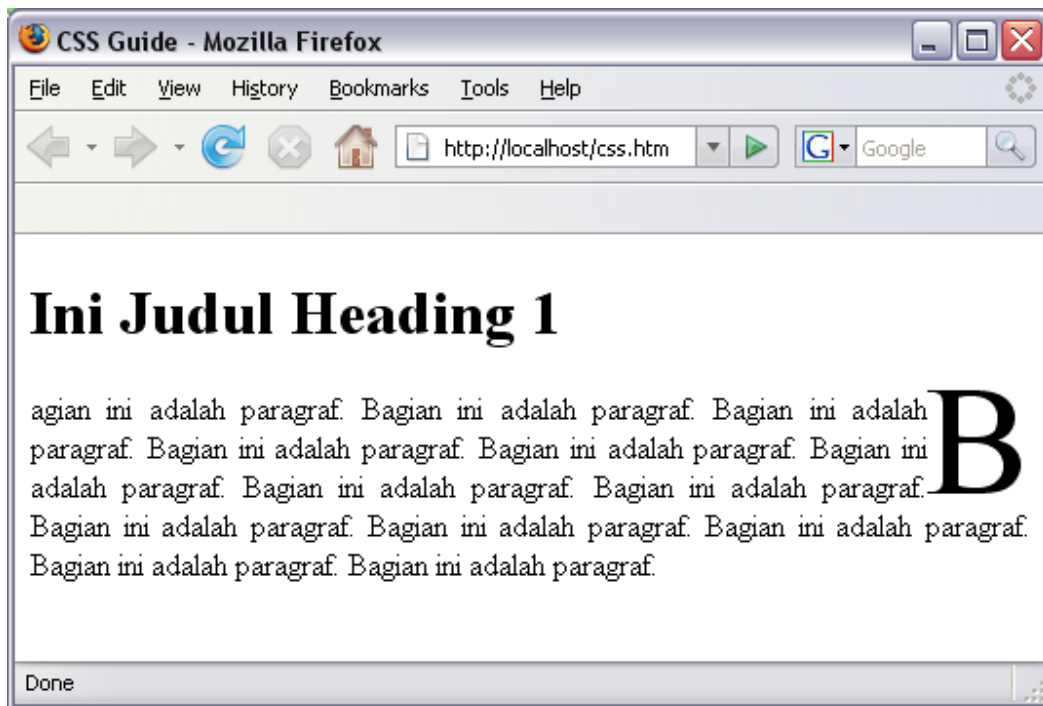 CSS Guide - Mozilla Firefox
File Edit View History Bookmarks Tools Help
http://localhost/css.htm G Google
Ini Judul Heading 1
agian ini adalah paragraf. Bagian ini adalah paragraf. Bagian ini adalah B
paragraf. Bagian ini adalah paragraf. Bagian ini adalah paragraf. Bagian ini
adalah paragraf. Bagian ini adalah paragraf. Bagian ini adalah paragraf.
Bagian ini adalah paragraf. Bagian ini adalah paragraf. Bagian ini adalah paragraf.
Bagian ini adalah paragraf. Bagian ini adalah paragraf.
Done